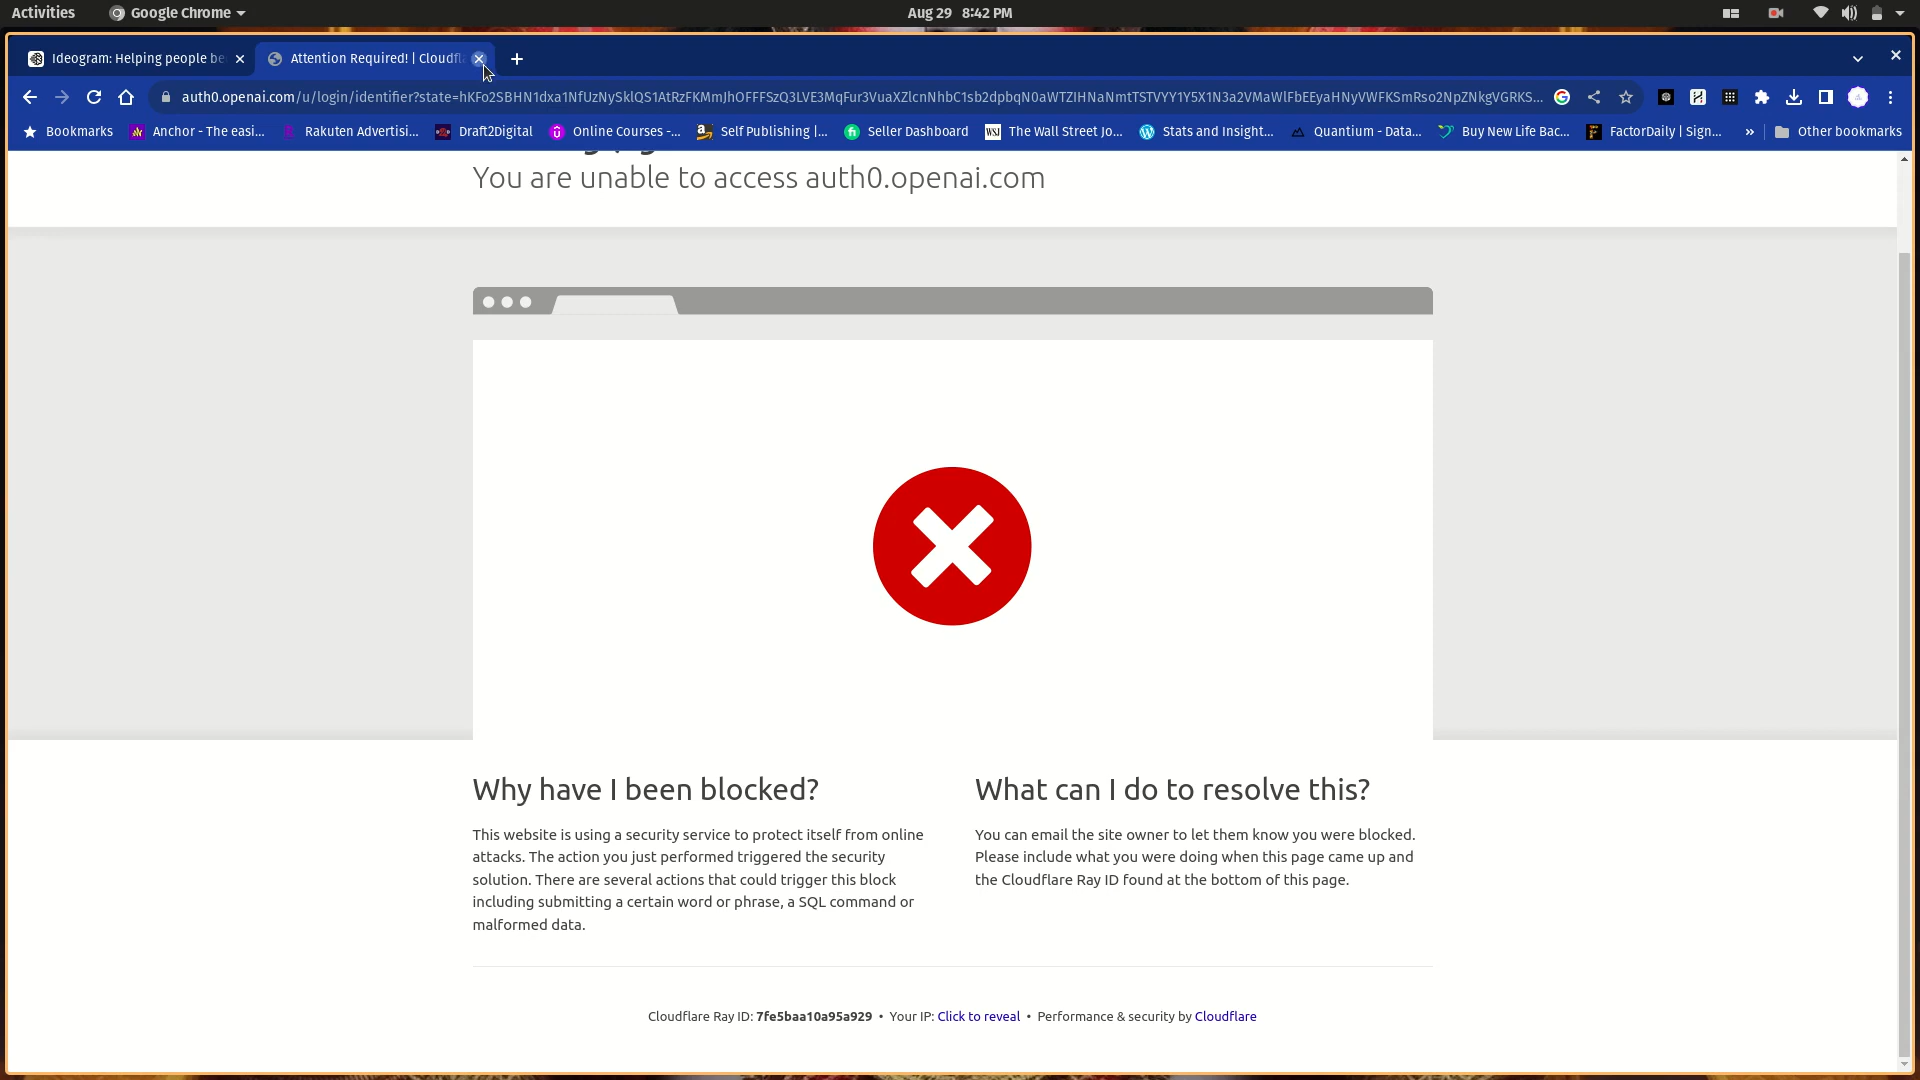 Activities
Google Chrome
Aug 29 8:42 PM
Ideogram: Helping people be
Attention Required! | Cloudfl
auth0.openai.com/u/login/identifier?state=hKFo2SBHN1dxa1NfUzNySklQS1AtRzFKMmJhOFFFSzQ3LVE3MqFur3VuaXZlcnNhbC1sb2dpbqN0aWTZIHNaNmtTSTVYY1Y5X1N3a2VMaWlFbEEyaHNyVWFKSmRso2NpZNkgVGRKS...
Bookmarks
Anchor - The easi...
Rakuten Advertisi...
Draft2Digital
Online Courses -...
Self Publishing |...
Seller Dashboard
WSJ
The Wall Street Jo...
Stats and Insight...
Quantium - Data...
Buy New Life Bac...
FactorDaily | Sign...
»
Other bookmarks
You are unable to access auth0.openai.com
Why have I been blocked?
This website is using a security service to protect itself from online
attacks. The action you just performed triggered the security
solution. There are several actions that could trigger this block
including submitting a certain word or phrase, a SQL command or
malformed data.
What can I do to resolve this?
You can email the site owner to let them know you were blocked.
Please include what you were doing when this page came up and
the Cloudflare Ray ID found at the bottom of this page.
Cloudflare Ray ID: 7fe5baa10a95a929 • Your IP: Click to reveal • Performance & security by Cloudflare